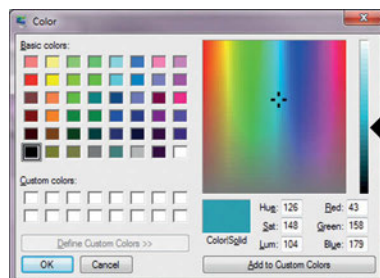 Color
Basic colors:
Custom colors:
Define Custom Colors >>
OK
Cancel
Color|Solid
Hue: 126
Sat: 148
Lum: 104
Red: 43
Green: 158
Blue: 179
Add to Custom Colors